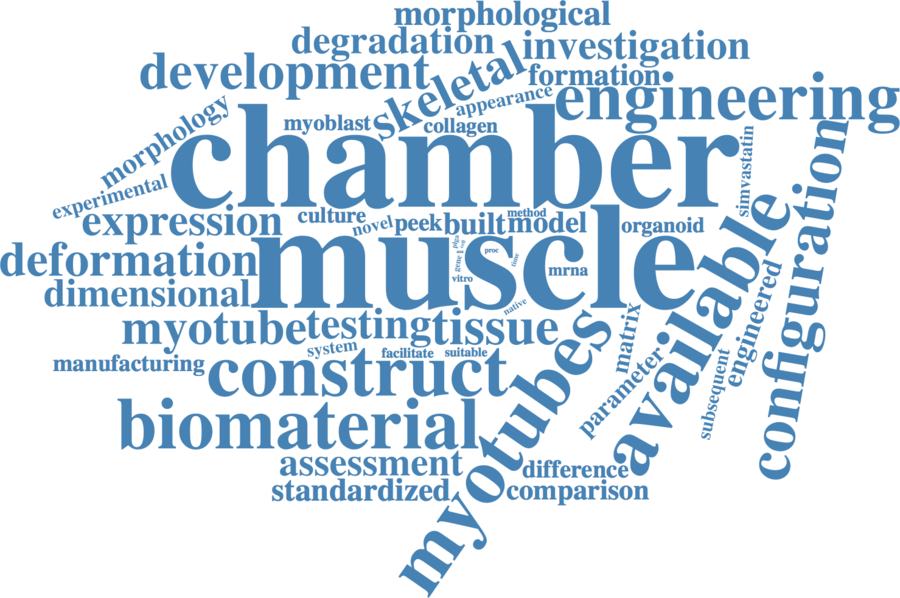 morphological
degradation
investigation
development
skeletal
formation
appearance
engineering
morphology
myoblast
collagen
chamber
experimental
simvastatin
configuration
expression
culture
novel
peek
built
method
model
organoid
available
deformation
muscle
plga
gene
proc
time
vitro
mrna
dimensional
native
myotube
testing
tissue
myotubes
matrix
engineered
manufacturing
system
facilitate
suitable
construct
parameter
subsequent
biomaterial
assessment
difference
standardized
comparison